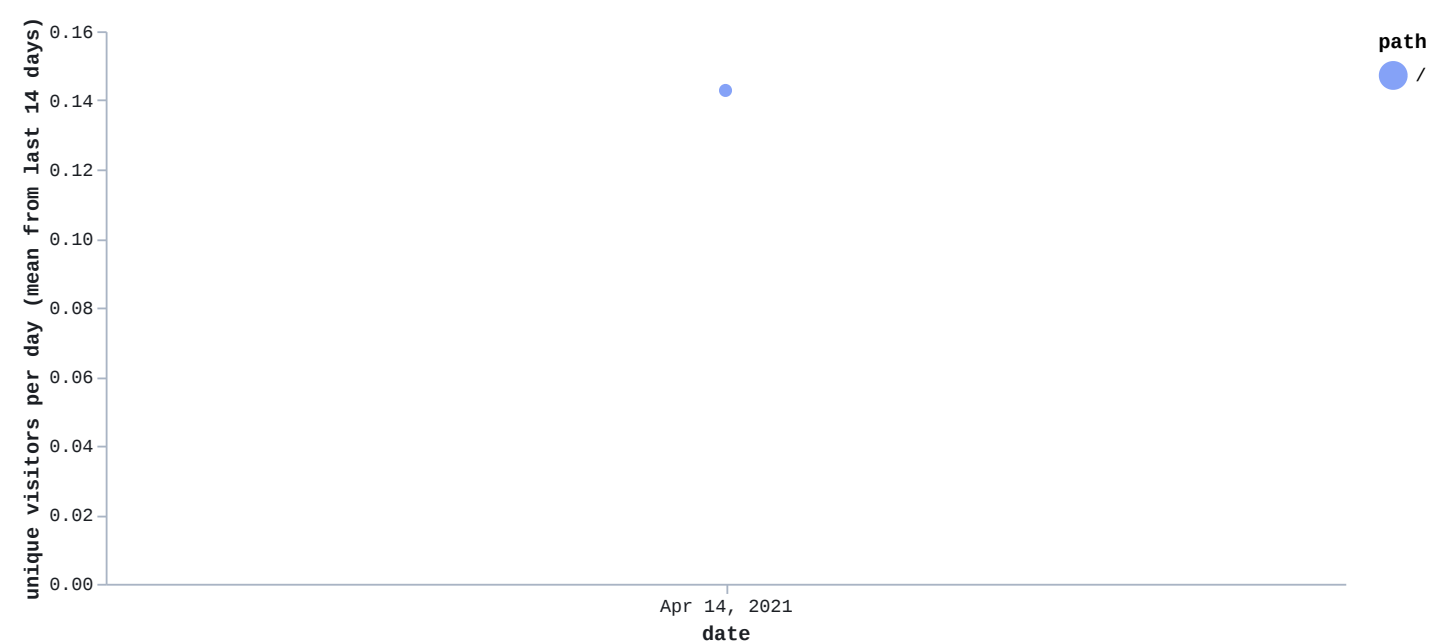 unique visitors per day (mean from last 14 days)
0.16
0.14
0.12
0.10
0.08
0.06
0.04
0.02
0.00
Apr 14, 2021
date
path
/